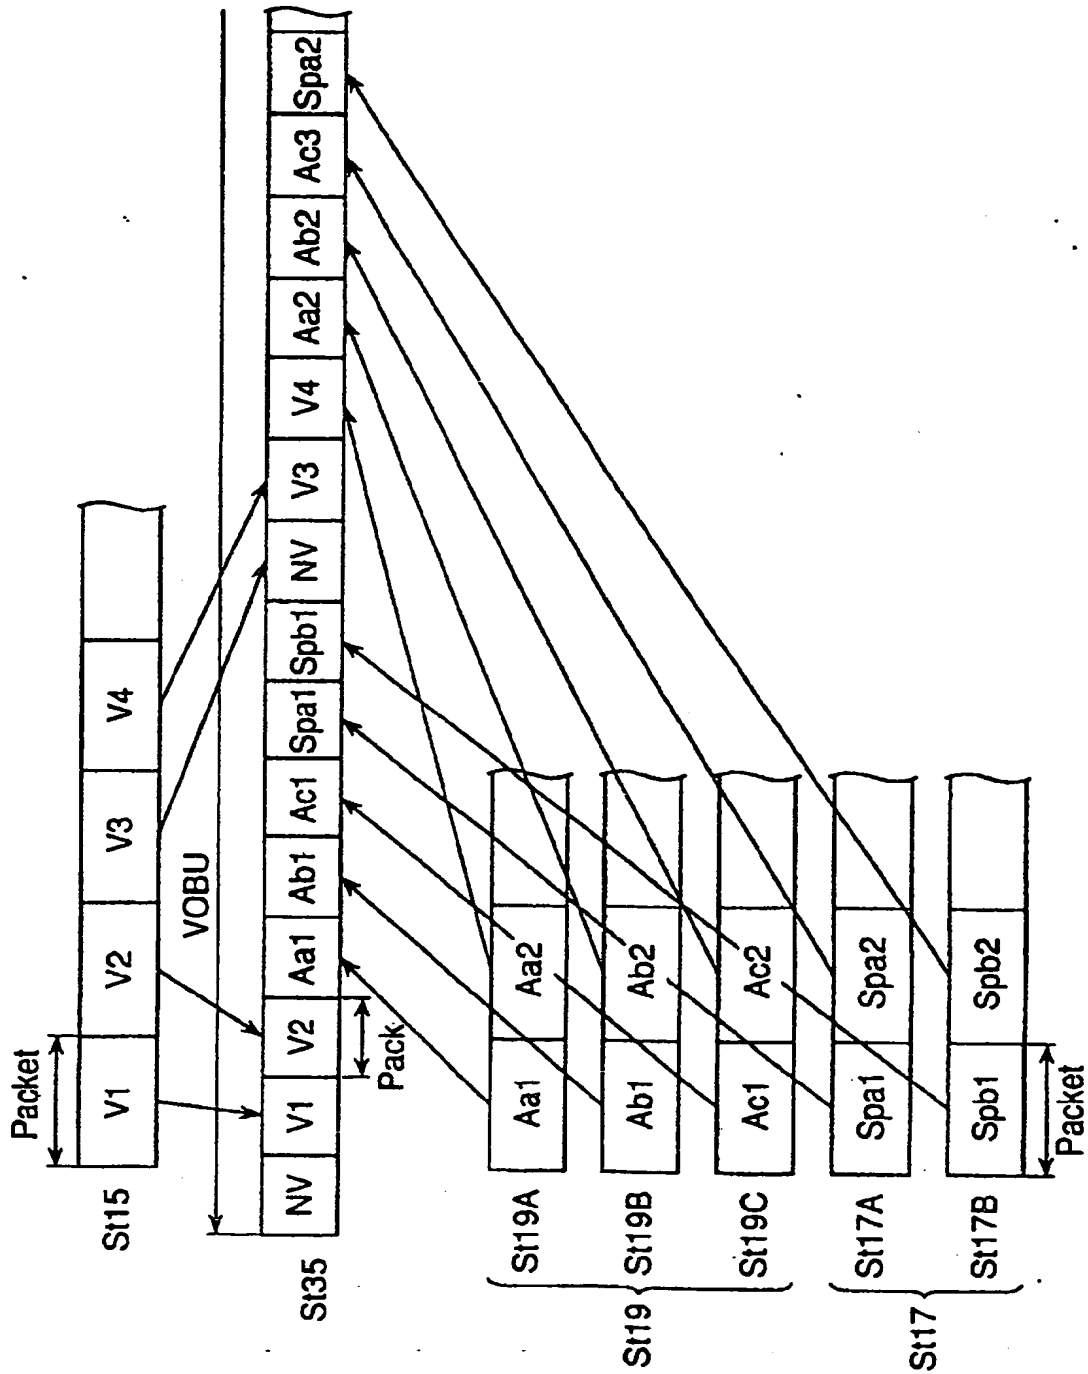 Packet
St15 V1 V2 V3 V4
VOBU
St35 NV V1 V2 Aa1 Ab1 Ac1 Spa1 Spb1 NV V3 V4 Aa2 Ab2 Ac3 Spa2
Pack
St19
St19A Aa1 Aa2
St19B Ab1 Ab2
St19C Ac1 Ac2
St17
St17A Spa1 Spa2
St17B Spb1 Spb2
Packet